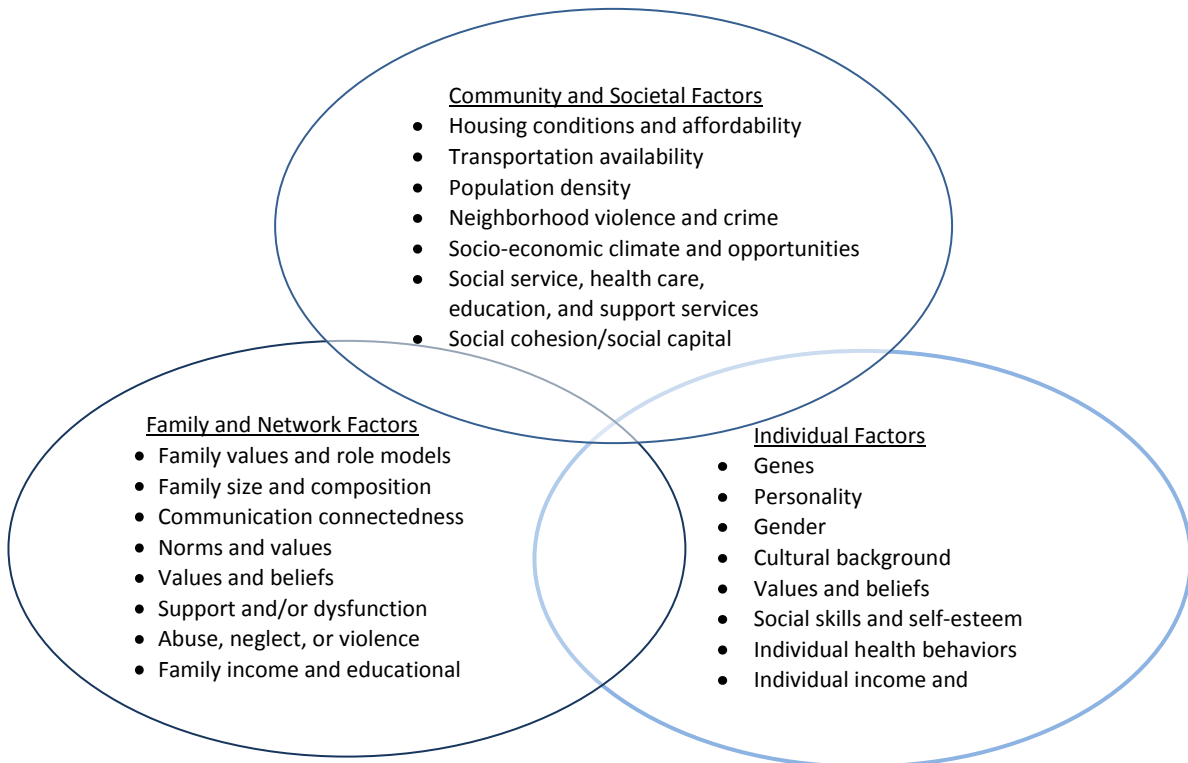 Community and Societal Factors
• Housing conditions and affordability
• Transportation availability
• Population density
• Neighborhood violence and crime
• Socio-economic climate and opportunities
• Social service, health care,
education, and support services
• Social cohesion/social capital
Family and Network Factors
• Family values and role models
• Family size and composition
• Communication connectedness
• Norms and values
• Values and beliefs
• Support and/or dysfunction
• Abuse, neglect, or violence
• Family income and educational
Individual Factors
• Genes
• Personality
• Gender
• Cultural background
• Values and beliefs
• Social skills and self-esteem
• Individual health behaviors
• Individual income and